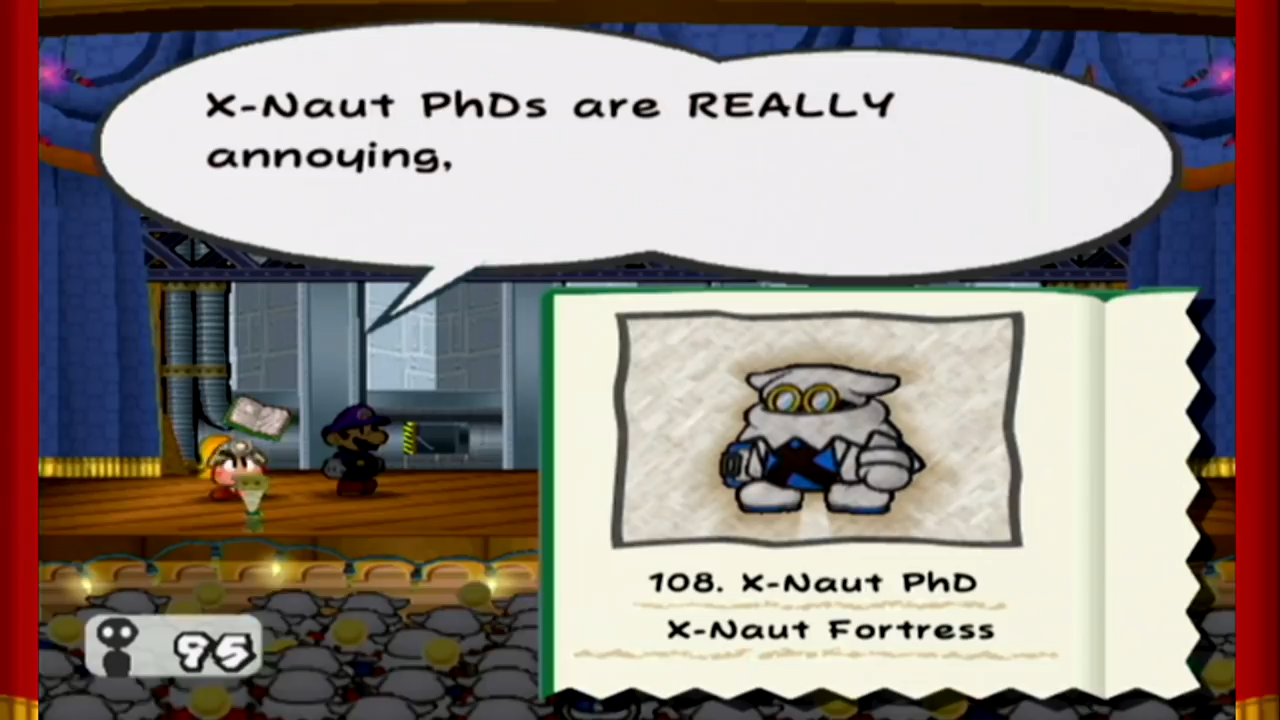 X-Naut PhDs are REALLY
annoying,
108. X-Naut PhD
X-Naut Fortress
95